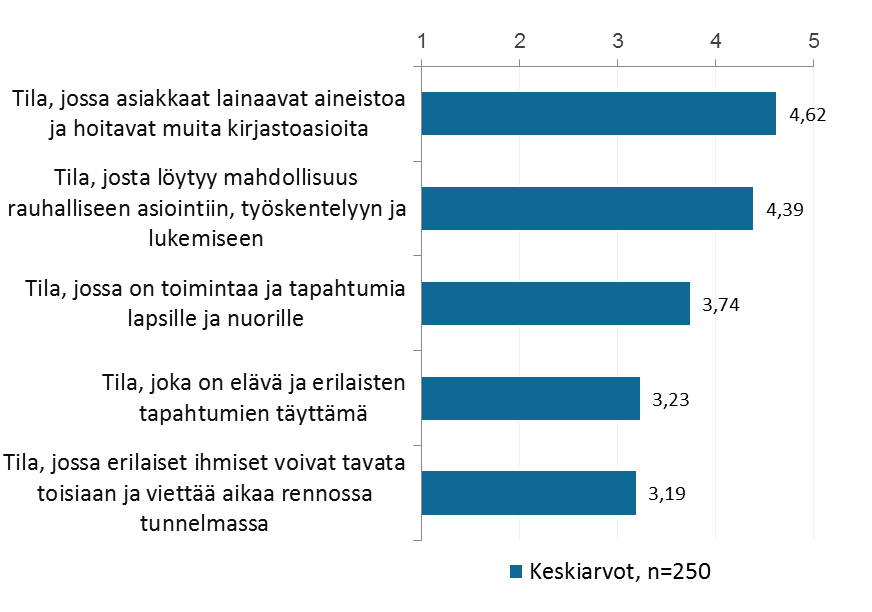 1 2 3 4 5
Tila, jossa asiakkaat lainaavat aineistoa
ja hoitavat muita kirjastoasioita
4,62
Tila, josta löytyy mahdollisuus
rauhalliseen asiointiin, työskentelyyn ja
lukemiseen
4,39
Tila, jossa on toimintaa ja tapahtumia
lapsille ja nuorille
3,74
Tila, joka on elävä ja erilaisten
tapahtumien täyttämä
3,23
Tila, jossa erilaiset ihmiset voivat tavata
toisiaan ja viettää aikaa rennossa
tunnelmassa
3,19
Keskiarvot, n=250